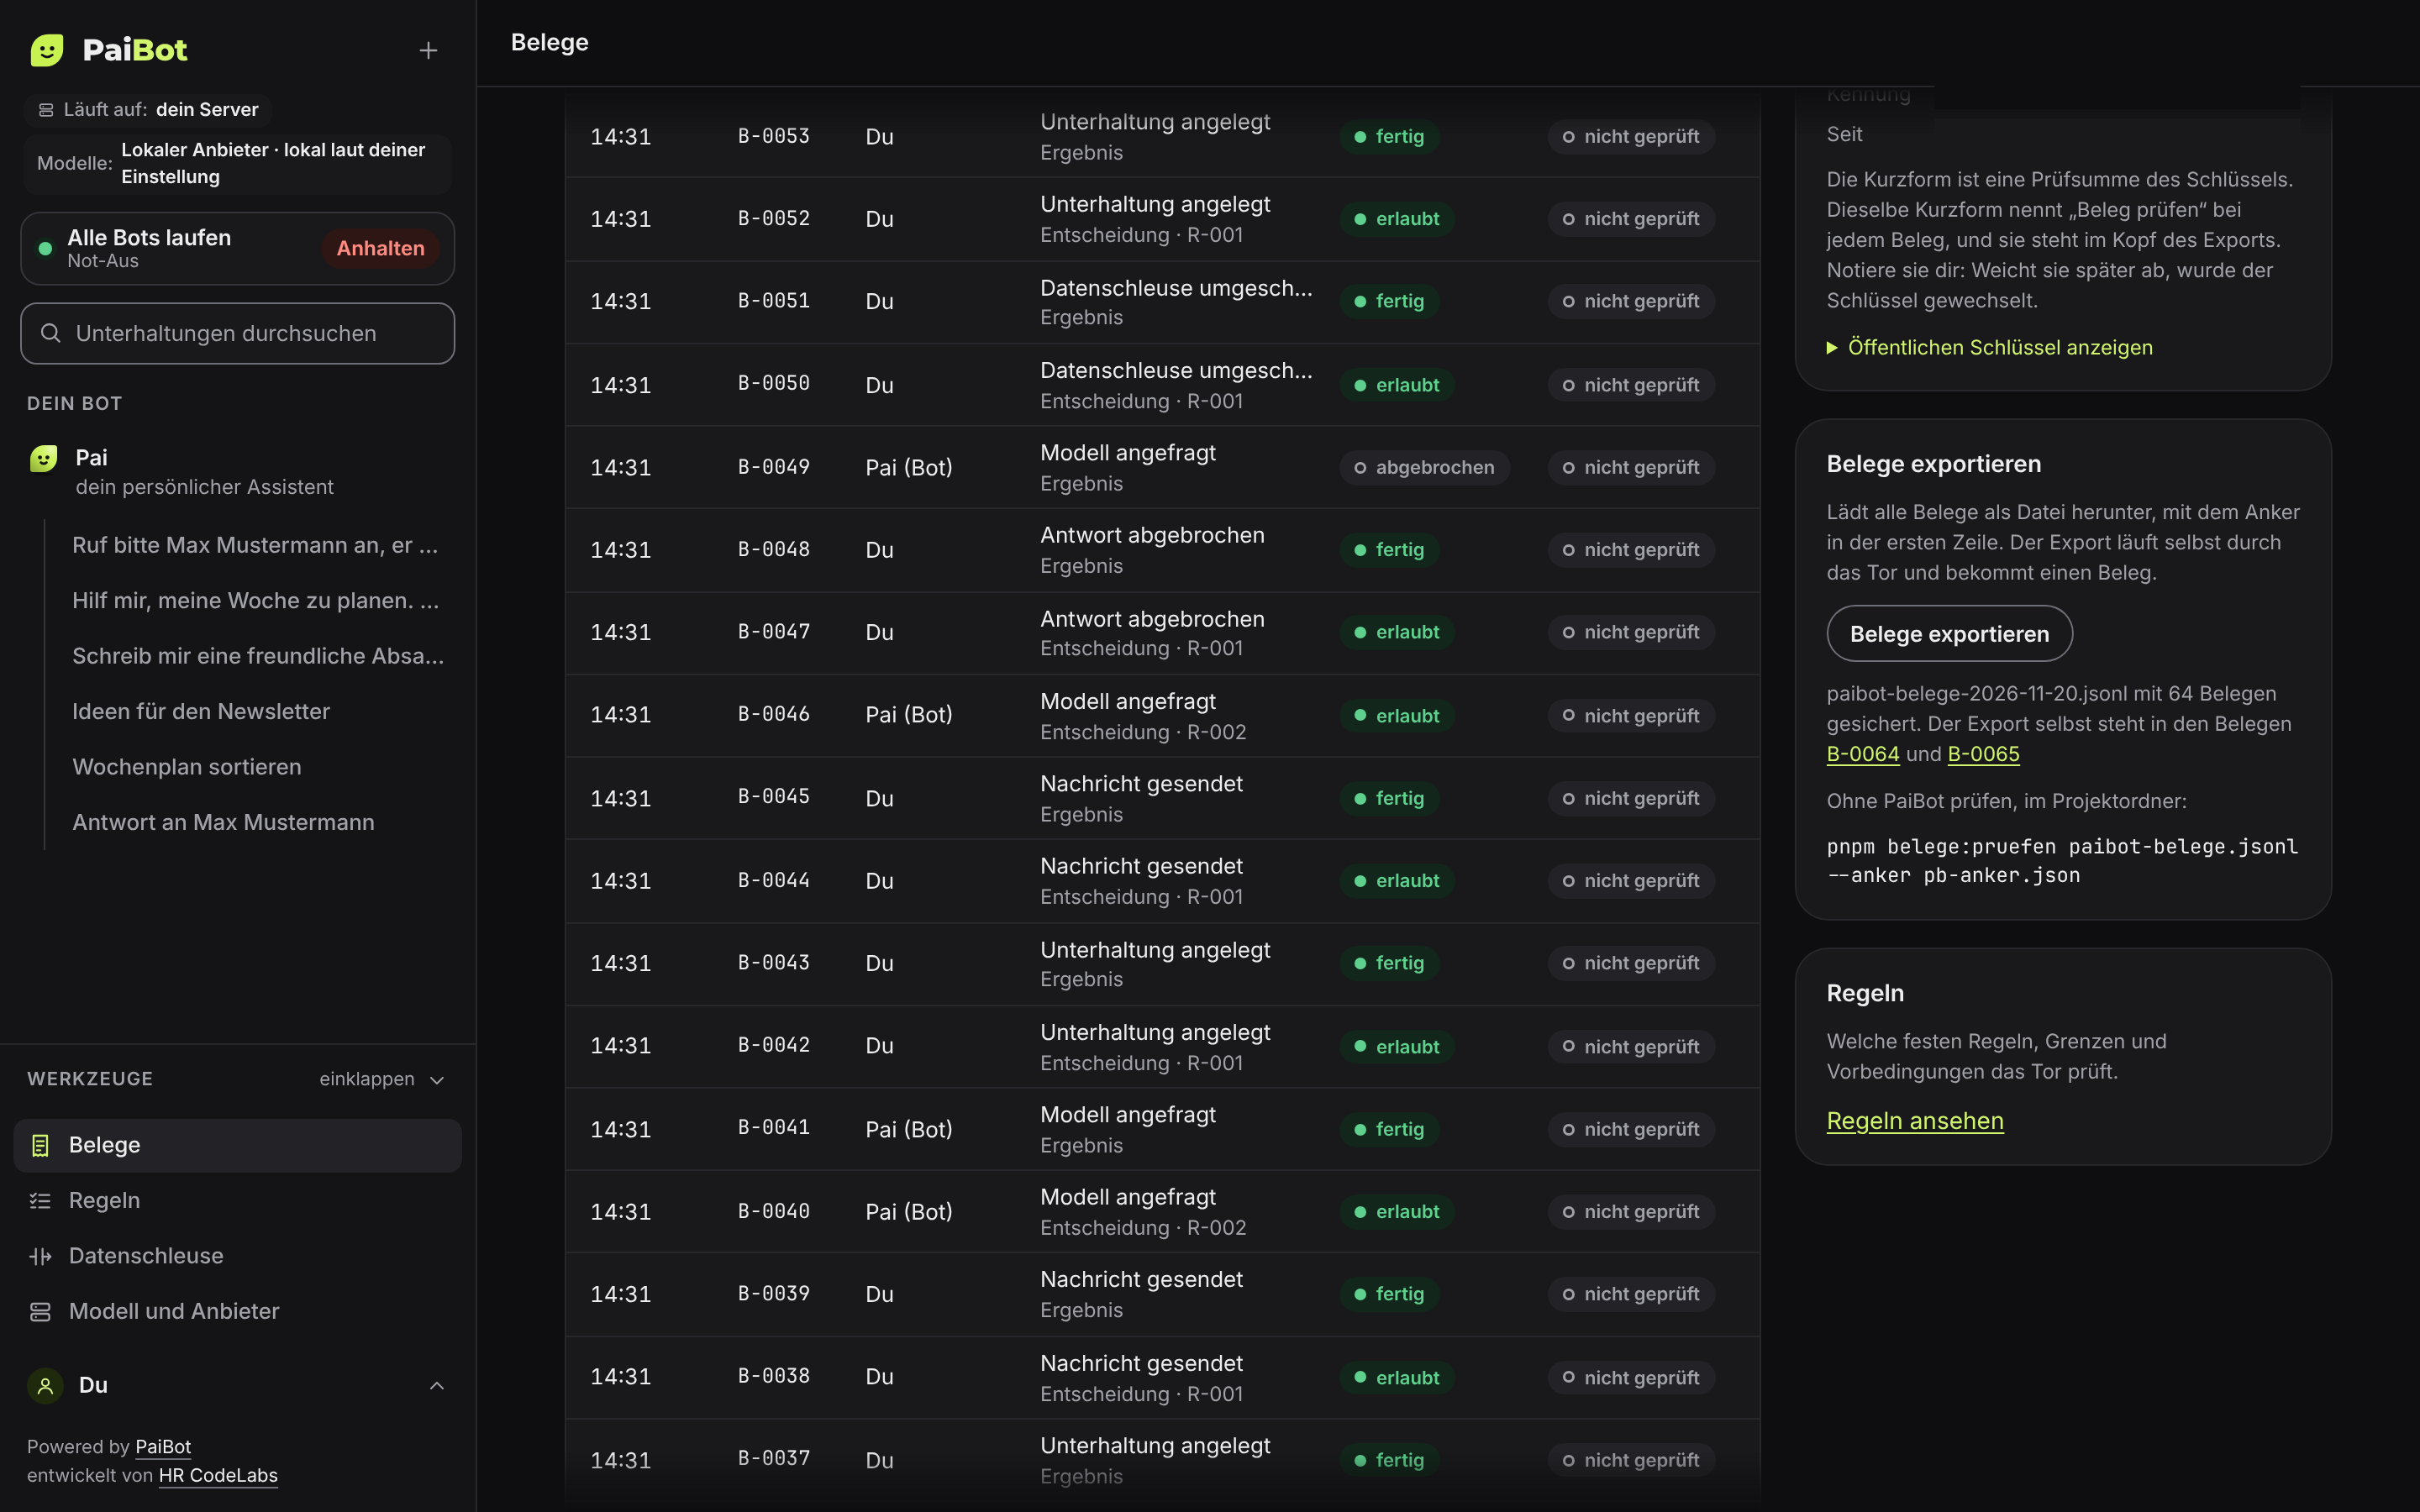 PaiBot
Läuft auf: dein Server
Modelle: Lokaler Anbieter · lokal laut deiner
Einstellung
Alle Bots laufen
Not-Aus
Anhalten
Unterhaltungen durchsuchen
DEIN BOT
Pai
dein persönlicher Assistent
Ruf bitte Max Mustermann an, er ...
Hilf mir, meine Woche zu planen. ...
Schreib mir eine freundliche Absa...
Ideen für den Newsletter
Wochenplan sortieren
Antwort an Max Mustermann
WERKZEUGE einklappen
Belege
Regeln
Datenschleuse
Modell und Anbieter
Du
Powered by PaiBot
entwickelt von HR CodeLabs
Belege
14:31 B-0053 Du Unterhaltung angelegt fertig nicht geprüft
Ergebnis
14:31 B-0052 Du Unterhaltung angelegt erlaubt nicht geprüft
Entscheidung · R-001
14:31 B-0051 Du Datenschleuse umgesch... fertig nicht geprüft
Ergebnis
14:31 B-0050 Du Datenschleuse umgesch... erlaubt nicht geprüft
Entscheidung · R-001
14:31 B-0049 Pai (Bot) Modell angefragt abgebrochen nicht geprüft
Ergebnis
14:31 B-0048 Du Antwort abgebrochen fertig nicht geprüft
Ergebnis
14:31 B-0047 Du Antwort abgebrochen erlaubt nicht geprüft
Entscheidung · R-001
14:31 B-0046 Pai (Bot) Modell angefragt erlaubt nicht geprüft
Entscheidung · R-002
14:31 B-0045 Du Nachricht gesendet fertig nicht geprüft
Ergebnis
14:31 B-0044 Du Nachricht gesendet erlaubt nicht geprüft
Entscheidung · R-001
14:31 B-0043 Du Unterhaltung angelegt fertig nicht geprüft
Ergebnis
14:31 B-0042 Du Unterhaltung angelegt erlaubt nicht geprüft
Entscheidung · R-001
14:31 B-0041 Pai (Bot) Modell angefragt fertig nicht geprüft
Ergebnis
14:31 B-0040 Pai (Bot) Modell angefragt erlaubt nicht geprüft
Entscheidung · R-002
14:31 B-0039 Du Nachricht gesendet fertig nicht geprüft
Ergebnis
14:31 B-0038 Du Nachricht gesendet erlaubt nicht geprüft
Entscheidung · R-001
14:31 B-0037 Du Unterhaltung angelegt fertig nicht geprüft
Ergebnis
Kennung
Seit
Die Kurzform ist eine Prüfsumme des Schlüssels.
Dieselbe Kurzform nennt „Beleg prüfen“ bei
jedem Beleg, und sie steht im Kopf des Exports.
Notiere sie dir: Weicht sie später ab, wurde der
Schlüssel gewechselt.
Öffentlichen Schlüssel anzeigen
Belege exportieren
Lädt alle Belege als Datei herunter, mit dem Anker
in der ersten Zeile. Der Export läuft selbst durch
das Tor und bekommt einen Beleg.
Belege exportieren
paibot-belege-2026-11-20.jsonl mit 64 Belegen
gesichert. Der Export selbst steht in den Belegen
B-0064 und B-0065
Ohne PaiBot prüfen, im Projektordner:
pnpm belege:pruefen paibot-belege.jsonl
--anker pb-anker.json
Regeln
Welche festen Regeln, Grenzen und
Vorbedingungen das Tor prüft.
Regeln ansehen